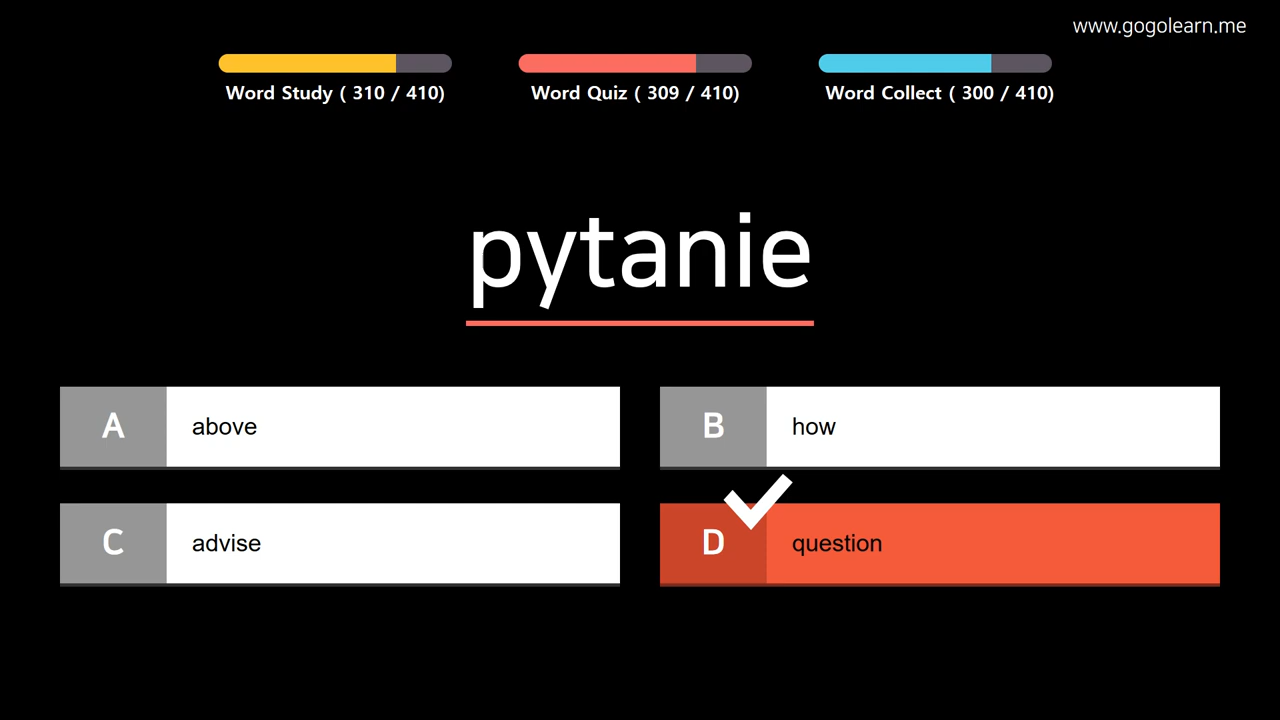 www.gogolearn.me
Word Study ( 310 / 410)
Word Quiz ( 309 / 410)
Word Collect ( 300 / 410)
pytanie
A above
B how
C advise
D question